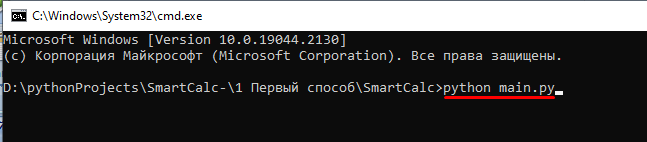 C:\Windows\System32\cmd.exe
Microsoft Windows [Version 10.0.19044.2130]
(c) Корпорация Майкрософт (Microsoft Corporation). Все права защищены.
D:\pythonProjects\SmartCalc-\1 Первый способ\SmartCalc>python main.py